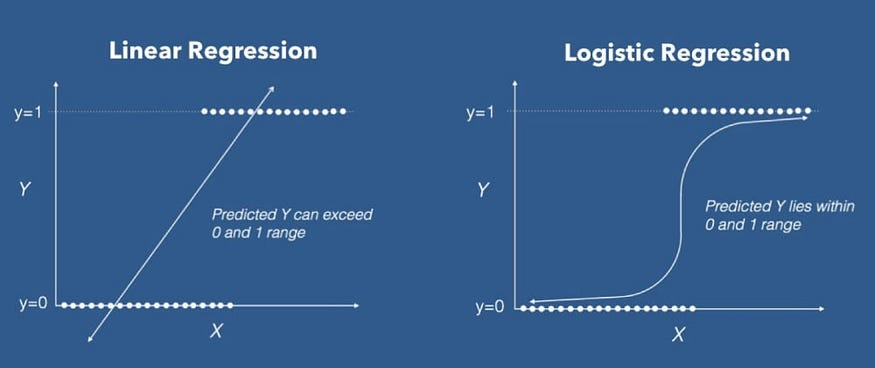 Linear Regression
y=1
Y
Predicted Y can exceed
0 and 1 range
y=0
X
Logistic Regression
y=1
Y
Predicted Y lies within
0 and 1 range
y=0
X